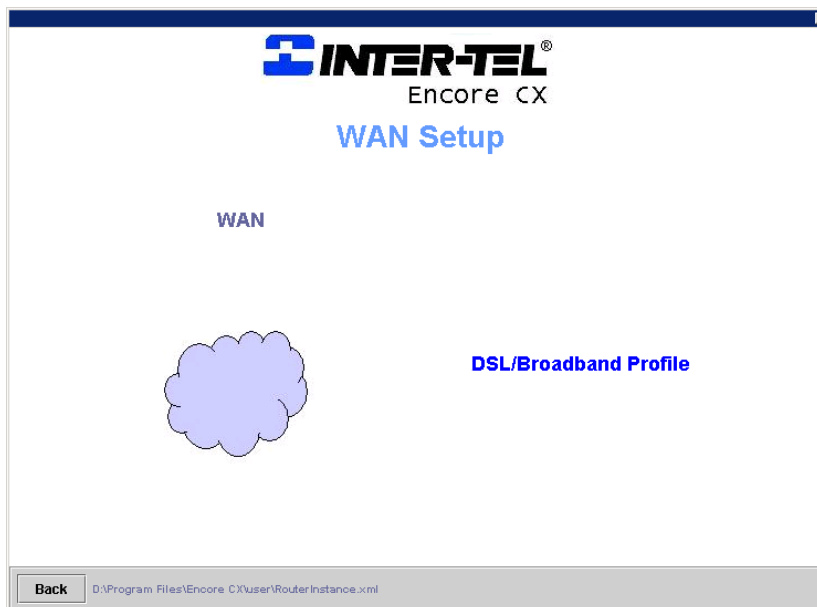 INTER-TEL®
Encore CX
WAN Setup
WAN
DSL/Broadband Profile
Back D:\Program Files\Encore CX\user\RouterInstance.xml